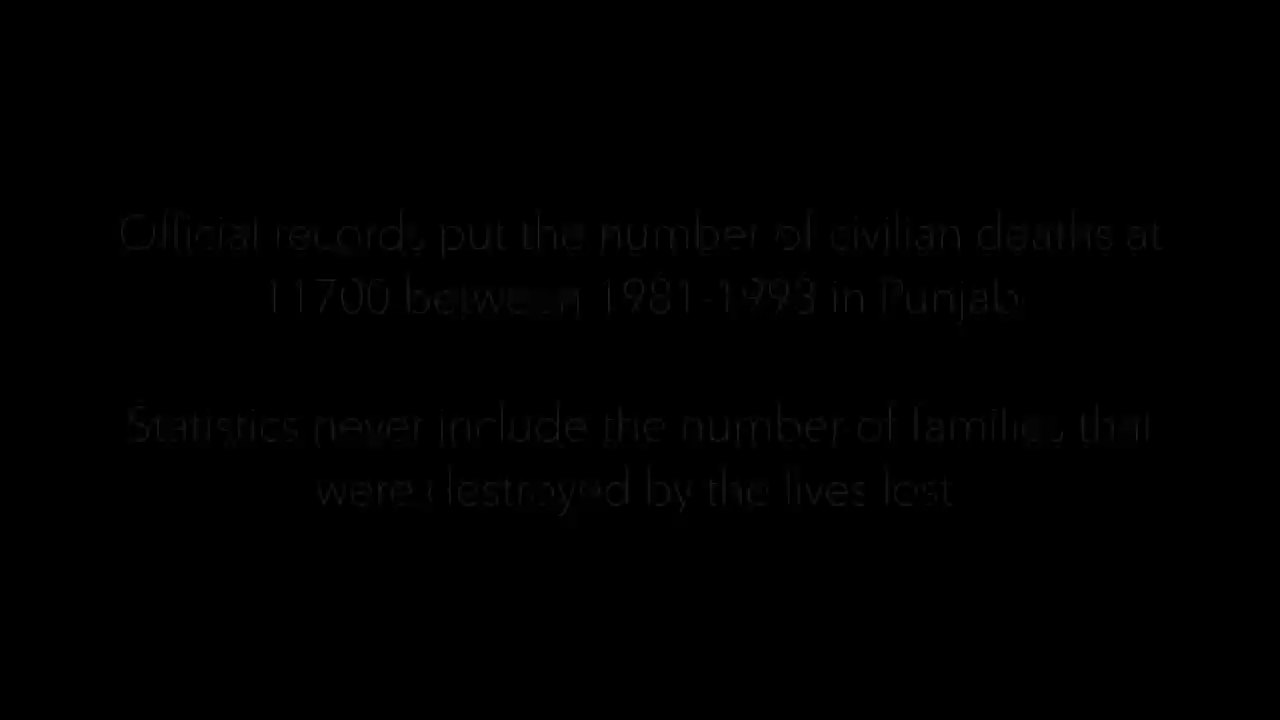 Official records put the number of civilian deaths at
11700 between 1981-1993 in Punjab
Statistics never include the number of families that
were destroyed by the lives lost